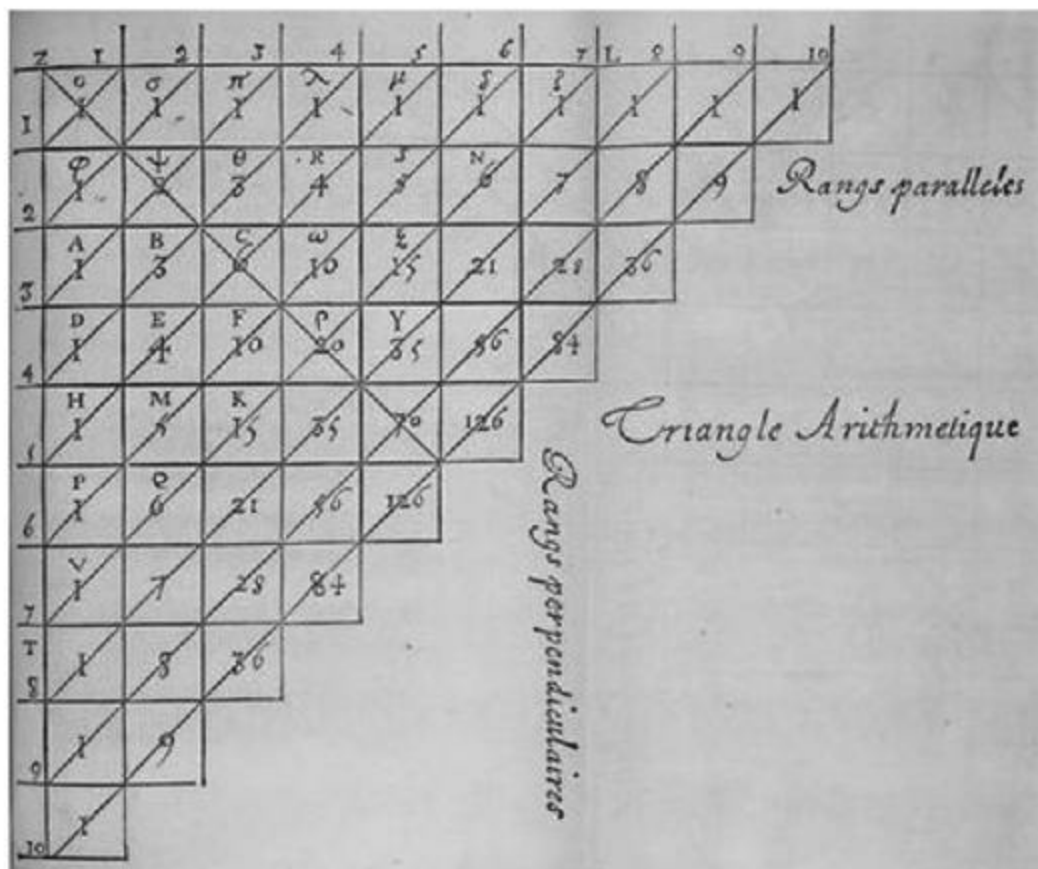 Z 1 2 3 4 5 6 7 L 8 9 10
o σ π λ μ δ ζ
1 1 1 1 1 1 1 1 1 1 1
φ ψ θ R S N
1 2 3 4 5 6 7 8 9 Rangs paralleles
2
A B C ω ξ
1 3 6 10 15 21 28 36
3
D E F ρ Y
1 4 10 20 35 56 84
4
H M K
1 5 15 35 70 126 Triangle Arithmetique
5
P Q
1 6 21 56 126
6
V
1 7 28 84
7
T
1 8 36
8
1 9
9
1
10
Rangs perpendiculaires